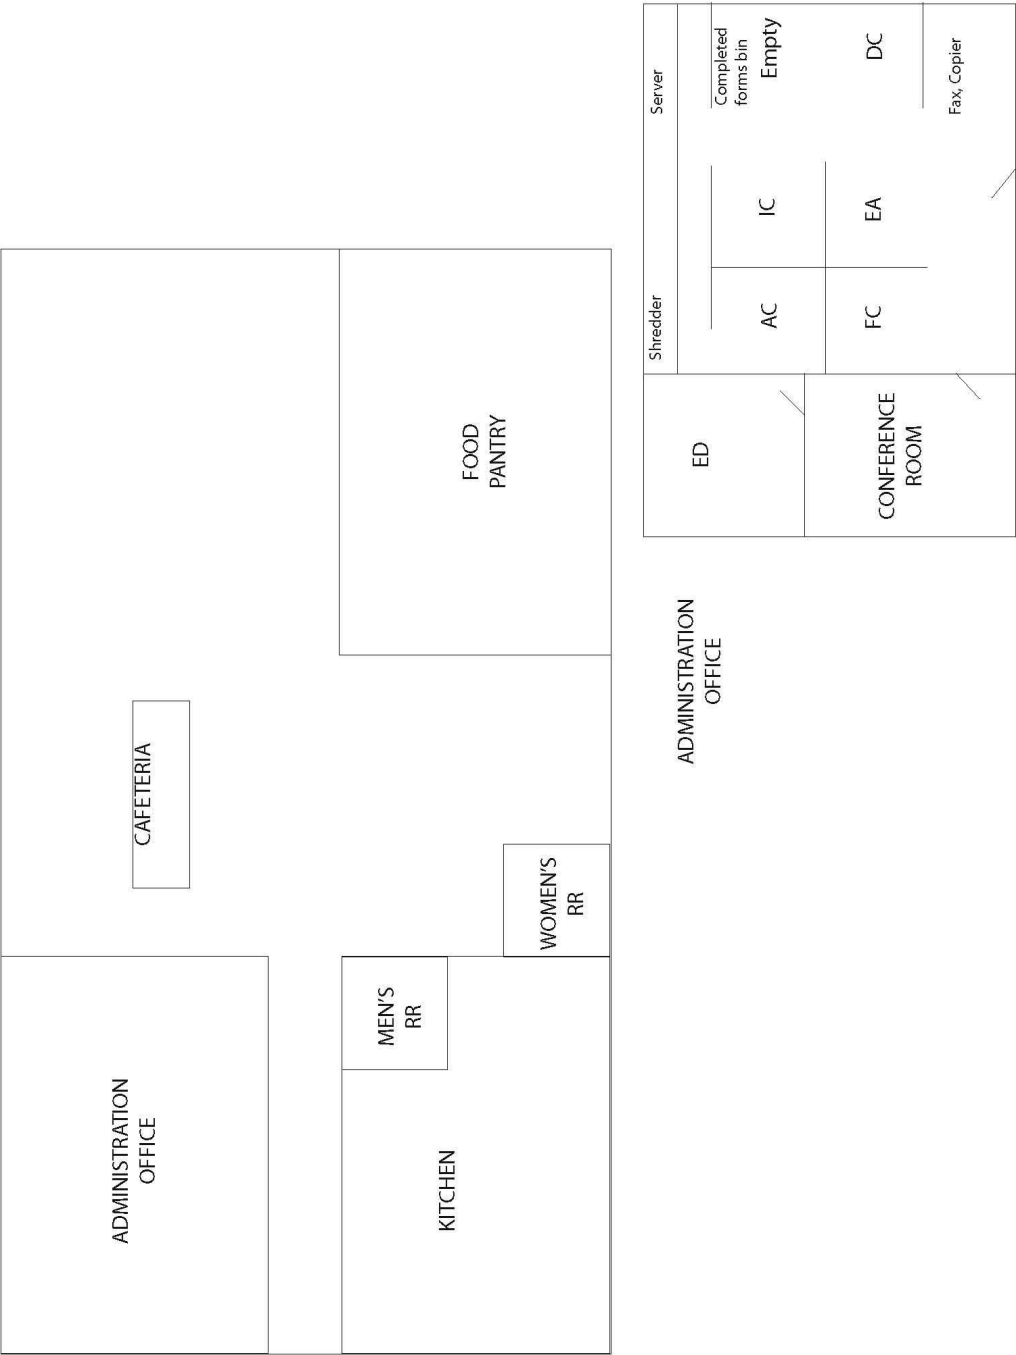 ADMINISTRATION
OFFICE
CAFETERIA
KITCHEN
MEN'S
RR
WOMEN'S
RR
FOOD
PANTRY
ADMINISTRATION
OFFICE
ED
CONFERENCE
ROOM
Shredder
Server
AC
IC
Completed
forms bin
Empty
FC
EA
DC
Fax, Copier